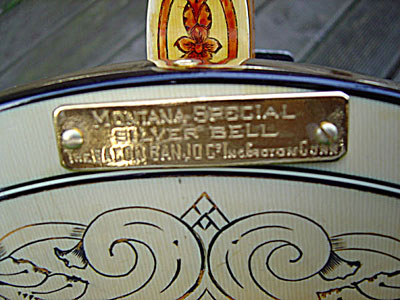 MONTANA SPECIAL
SILVER BELL
THE BACON BANJO Co INC GROTON CONN